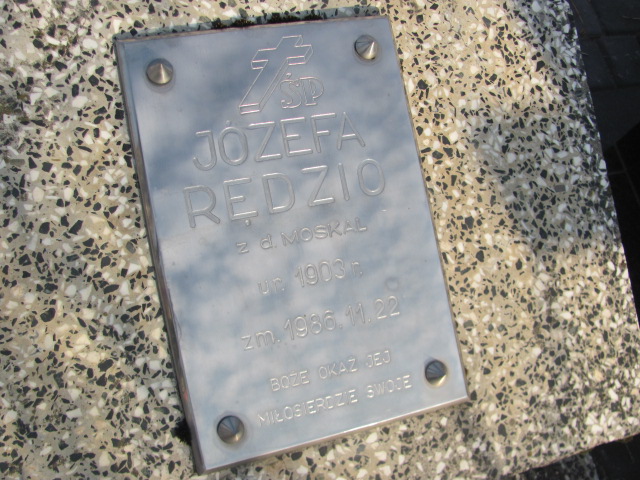 ŚP
JÓZEFA
RĘDZIO
z d. MOSKAL
ur. 1903 r.
zm. 1986.11.22
BOŻE OKAŻ JEJ
MIŁOSIERDZIE SWOJE